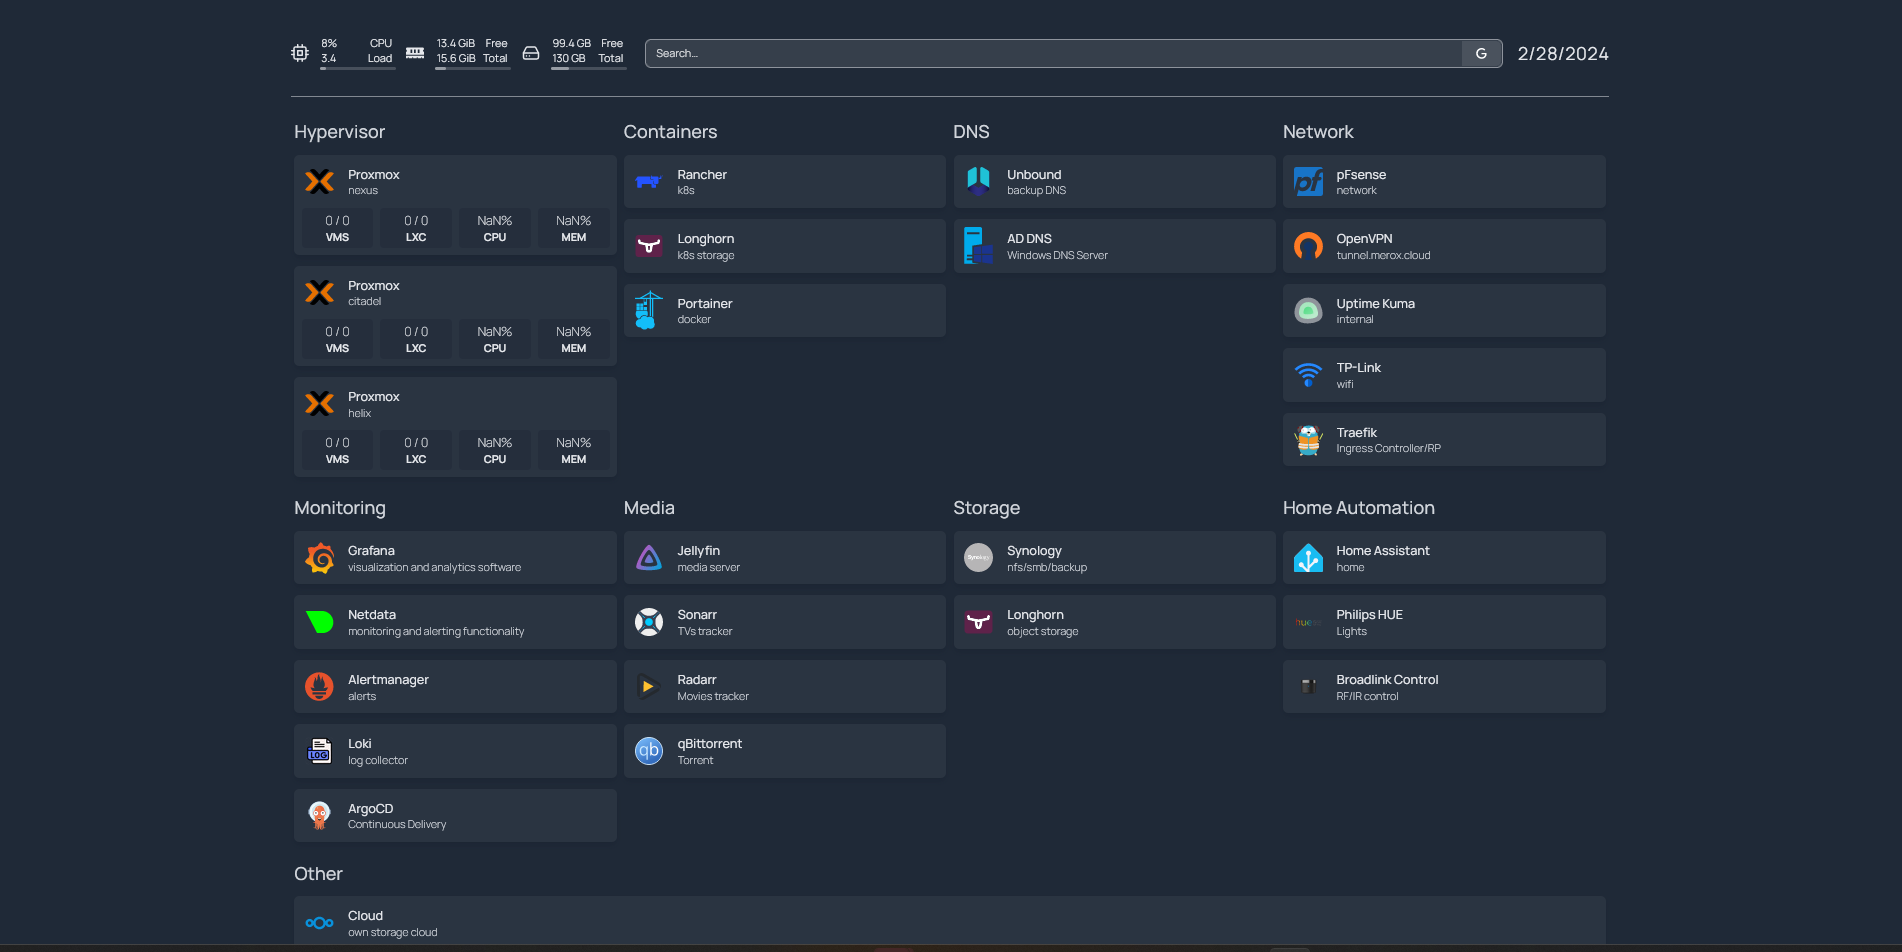 8% CPU
3.4 Load
13.4 GiB Free
15.6 GiB Total
99.4 GB Free
130 GB Total
Search...
G
2/28/2024
Hypervisor
Proxmox
nexus
0 / 0 0 / 0 NaN% NaN%
VMS LXC CPU MEM
Proxmox
citadel
0 / 0 0 / 0 NaN% NaN%
VMS LXC CPU MEM
Proxmox
helix
0 / 0 0 / 0 NaN% NaN%
VMS LXC CPU MEM
Containers
Rancher
k8s
Longhorn
k8s storage
Portainer
docker
DNS
Unbound
backup DNS
AD DNS
Windows DNS Server
Network
pf
pFsense
network
OpenVPN
tunnel.merox.cloud
Uptime Kuma
internal
TP-Link
wifi
Traefik
Ingress Controller/RP
Monitoring
Grafana
visualization and analytics software
Netdata
monitoring and alerting functionality
Alertmanager
alerts
LOG
Loki
log collector
ArgoCD
Continuous Delivery
Media
Jellyfin
media server
Sonarr
TVs tracker
Radarr
Movies tracker
qb
qBittorrent
Torrent
Storage
Synology
Synology
nfs/smb/backup
Longhorn
object storage
Home Automation
Home Assistant
home
hue
Philips HUE
Lights
Broadlink Control
RF/IR control
Other
Cloud
own storage cloud